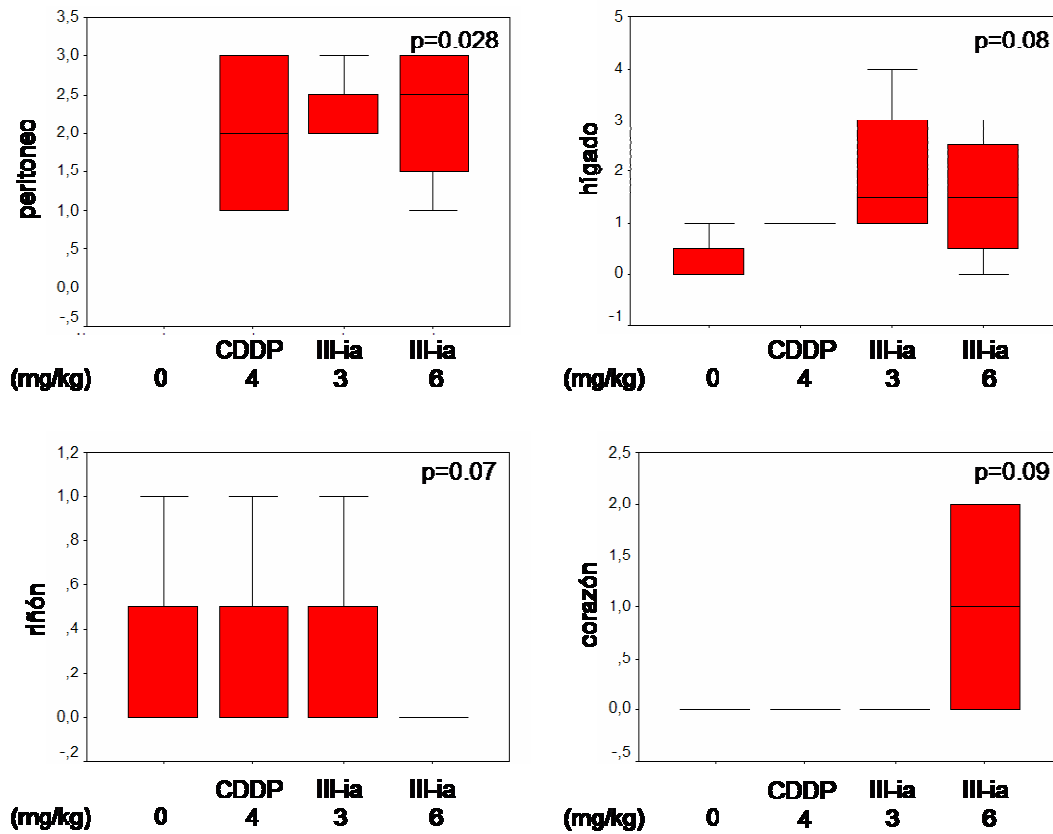 3,5
3,0
2,5
2,0
1,5
1,0
,5
0,0
-,5
peritoneo
p=0.028
CDDP III-ia III-ia
(mg/kg) 0 4 3 6
5
4
3
2
1
0
-1
hígado
p=0.08
CDDP III-ia III-ia
(mg/kg) 0 4 3 6
1,2
1,0
,8
,6
,4
,2
0,0
-,2
riñón
p=0.07
CDDP III-ia III-ia
(mg/kg) 0 4 3 6
2,5
2,0
1,5
1,0
,5
0,0
-,5
corazón
p=0.09
CDDP III-ia III-ia
(mg/kg) 0 4 3 6